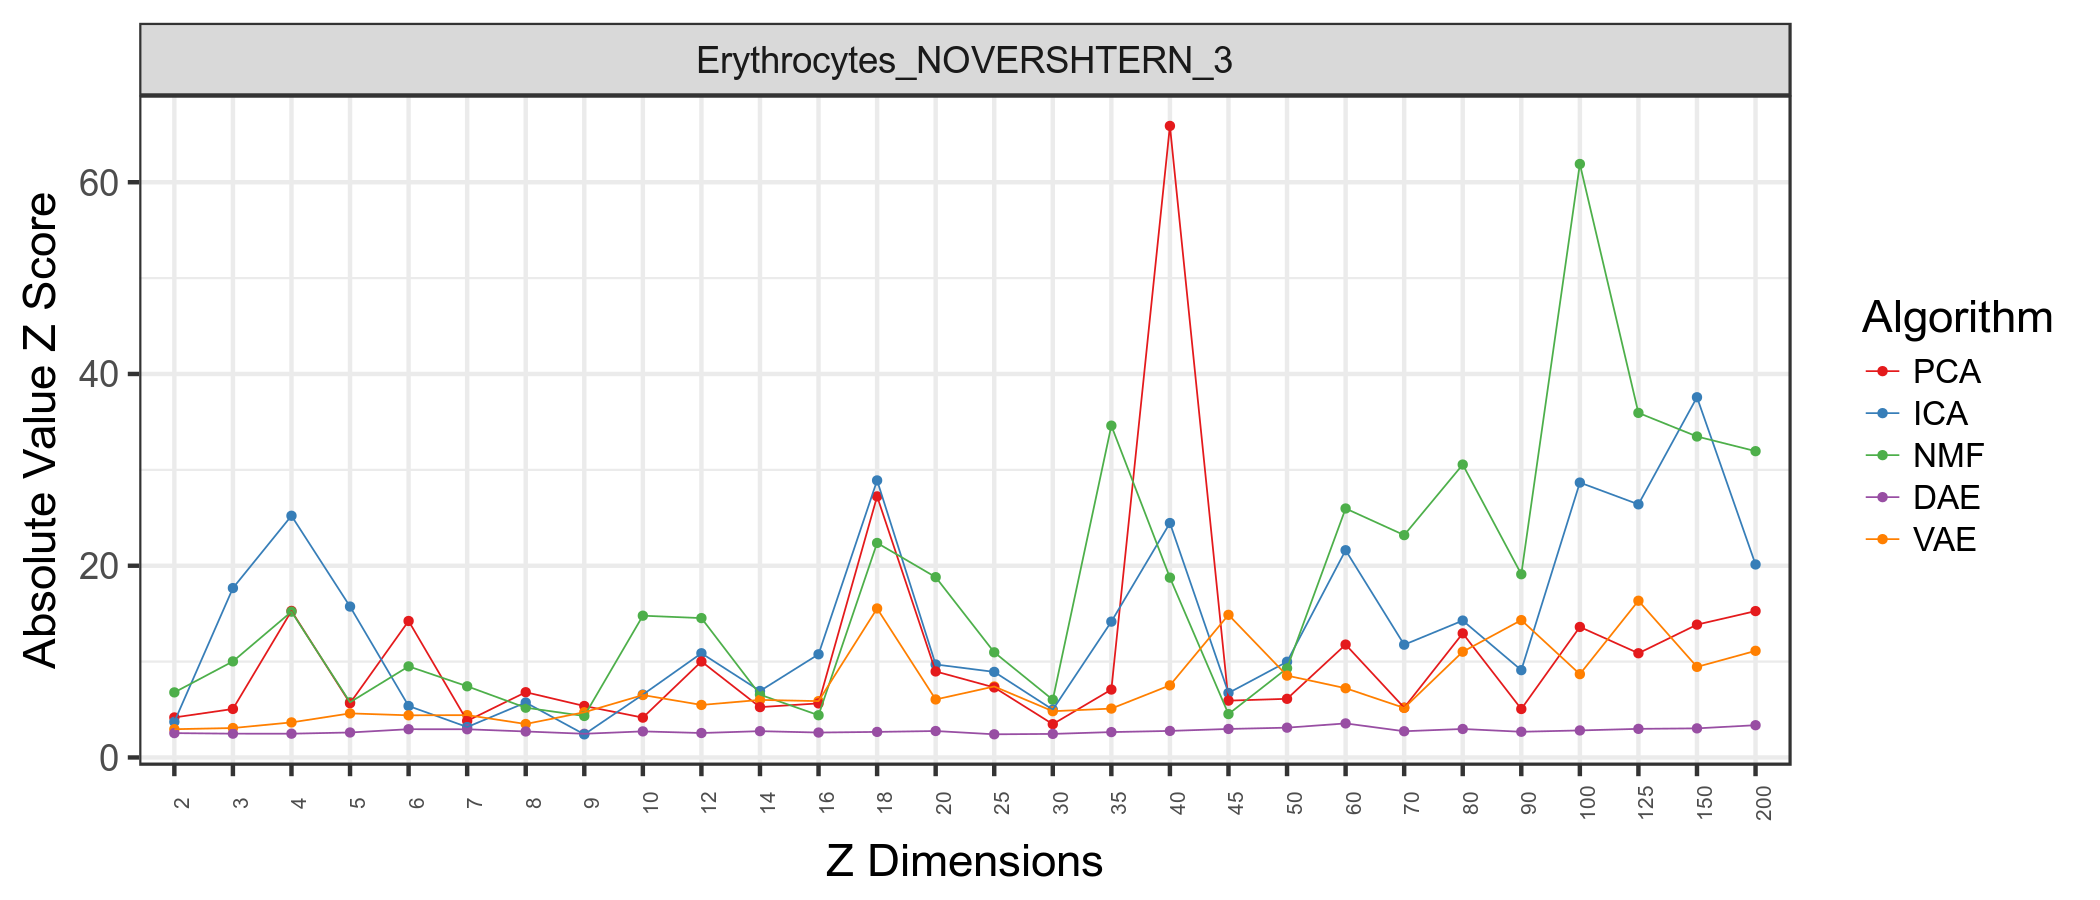 Erythrocytes_NOVERSHTERN_3
Absolute Value Z Score
60
40
20
0
2 3 4 5 6 7 8 9 10 12 14 16 18 20 25 30 35 40 45 50 60 70 80 90 100 125 150 200
Z Dimensions
Algorithm
PCA
ICA
NMF
DAE
VAE